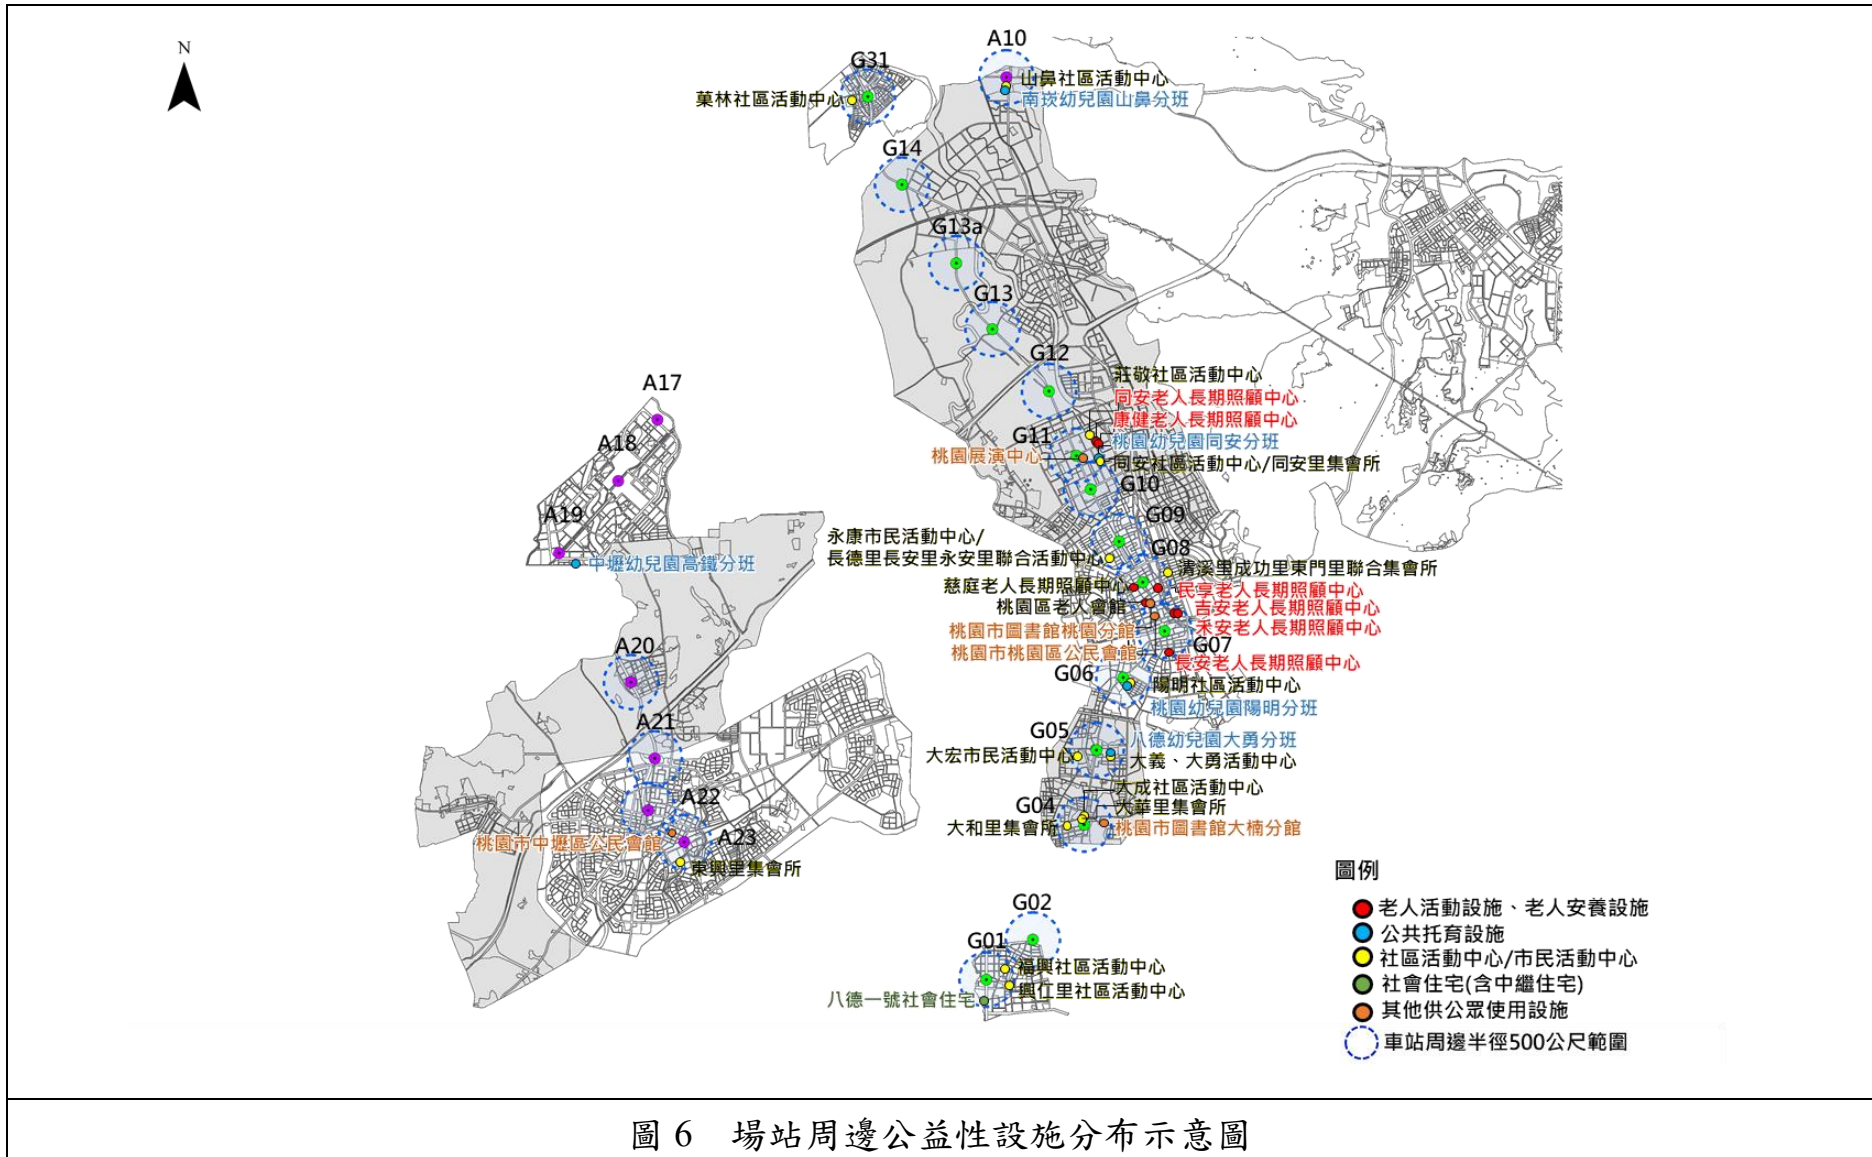 N
A10
G31
山鼻社區活動中心
菓林社區活動中心
南崁幼兒園山鼻分班
G14
G13a
G13
G12
莊敬社區活動中心
A17
同安老人長期照顧中心
康健老人長期照顧中心
G11
桃園幼兒園同安分班
A18
桃園展演中心
同安社區活動中心/同安里集會所
G10
A19
G09
永康市民活動中心/
G08
長德里長安里永安里聯合活動中心
中壢幼兒園高鐵分班
清溪里成功里東門里聯合集會所
慈庭老人長期照顧中心
民享老人長期照顧中心
桃園區老人會館
吉安老人長期照顧中心
桃園市圖書館桃園分館
禾安老人長期照顧中心
A20
G07
桃園市桃園區公民會館
長安老人長期照顧中心
G06
陽明社區活動中心
桃園幼兒園陽明分班
A21
G05
八德幼兒園大勇分班
大宏市民活動中心
大義、大勇活動中心
大成社區活動中心
A22
G04
大華里集會所
大和里集會所
桃園市圖書館大楠分館
A23
桃園市中壢區公民會館
東興里集會所
圖例
G02
老人活動設施、老人安養設施
公共托育設施
G01
社區活動中心/市民活動中心
福興社區活動中心
社會住宅(含中繼住宅)
興仁里社區活動中心
八德一號社會住宅
其他供公眾使用設施
車站周邊半徑500公尺範圍
圖 6 場站周邊公益性設施分布示意圖